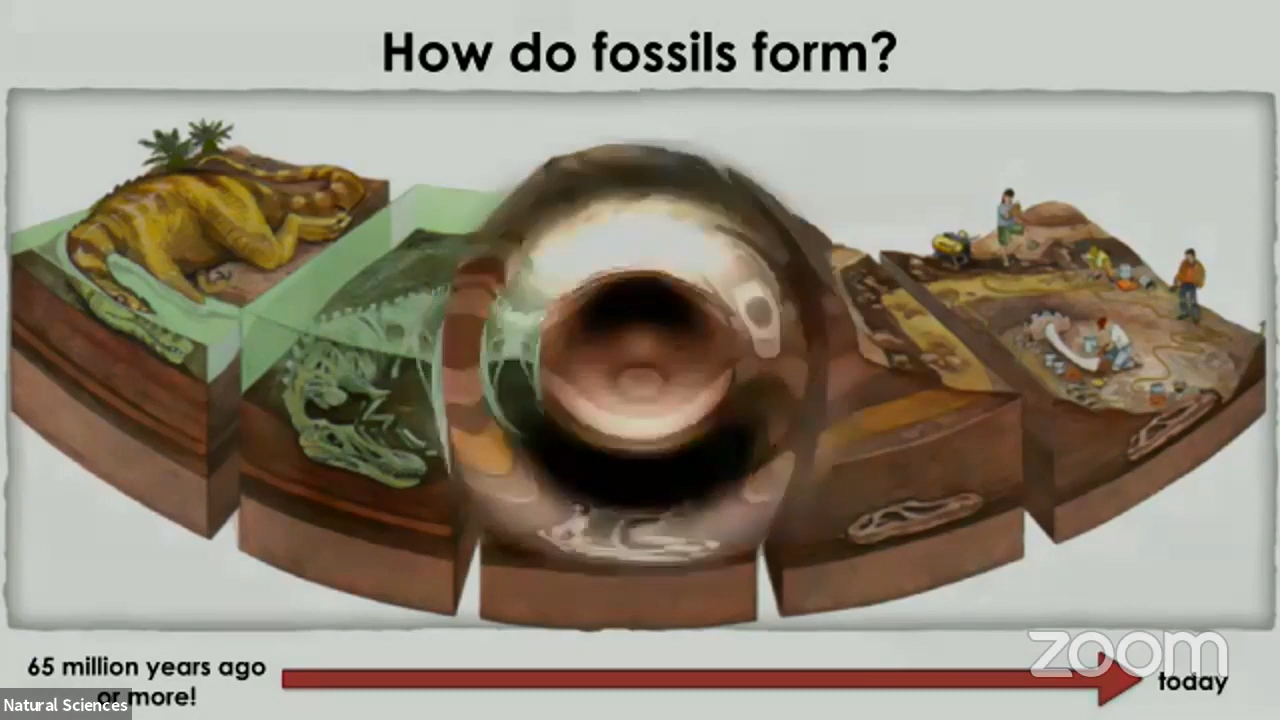 How do fossils form?
65 million years ago
or more!
today
zoom
Natural Sciences